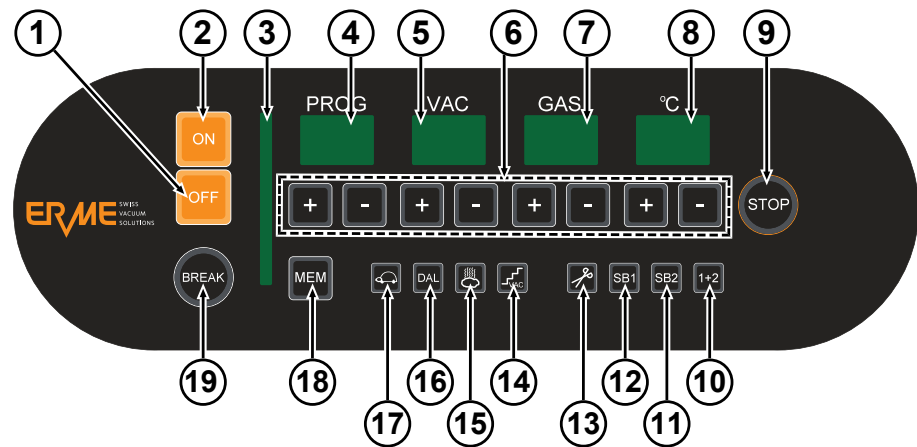 1 2 3 4 5 6 7 8 9
PROG VAC GAS °C
ON
OFF
+ - + - + - + -
STOP
ERME SWISS
VACUUM
SOLUTIONS
BREAK
MEM DAL VAC SB1 SB2 1+2
19 18 17 16 15 14 13 12 11 10